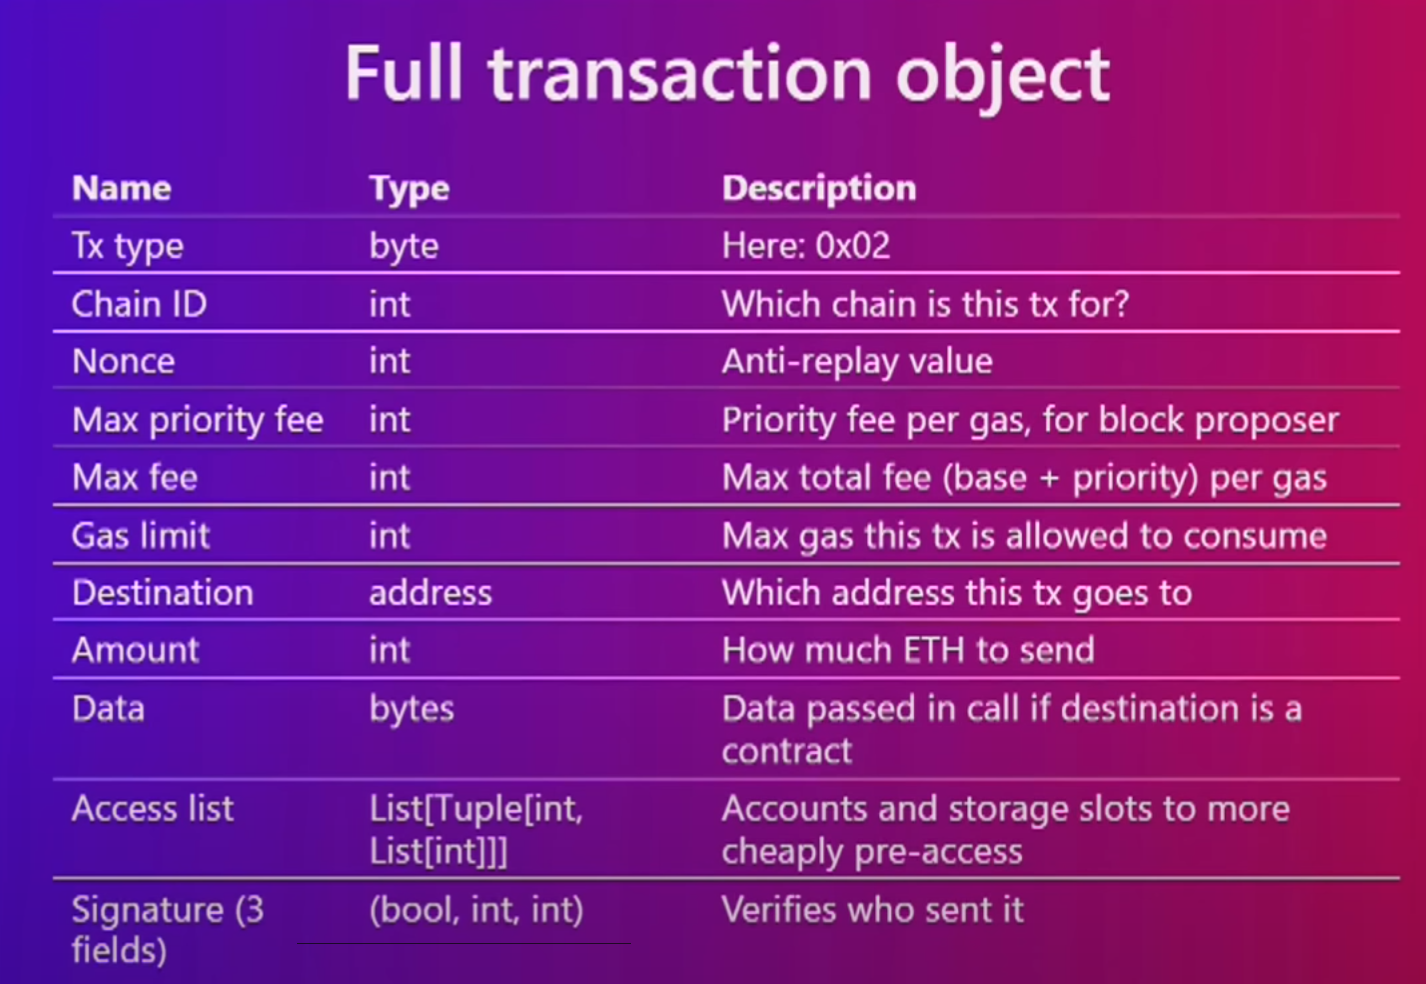 Full transaction object
Name Type Description
Tx type byte Here: 0x02
Chain ID int Which chain is this tx for?
Nonce int Anti-replay value
Max priority fee int Priority fee per gas, for block proposer
Max fee int Max total fee (base + priority) per gas
Gas limit int Max gas this tx is allowed to consume
Destination address Which address this tx goes to
Amount int How much ETH to send
Data bytes Data passed in call if destination is a
contract
Access list List[Tuple[int, Accounts and storage slots to more
List[int]]] cheaply pre-access
Signature (3 (bool, int, int) Verifies who sent it
fields)